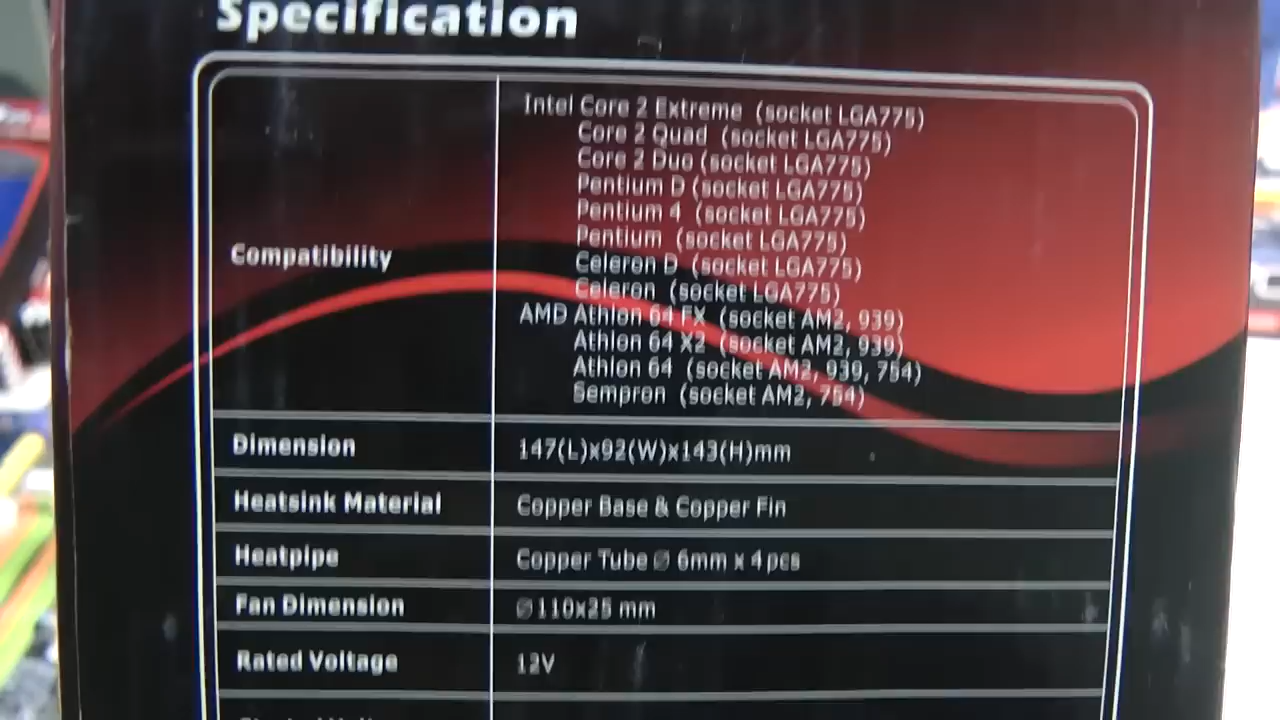 Specification
Compatibility
Intel Core 2 Extreme (socket LGA775)
Core 2 Quad (socket LGA775)
Core 2 Duo (socket LGA775)
Pentium D (socket LGA775)
Pentium 4 (socket LGA775)
Pentium (socket LGA775)
Celeron D (socket LGA775)
Celeron (socket LGA775)
AMD Athlon 64 FX (socket AM2, 939)
Athlon 64 X2 (socket AM2, 939)
Athlon 64 (socket AM2, 939, 754)
Sempron (socket AM2, 754)
Dimension 147(L)x92(W)x143(H)mm
Heatsink Material Copper Base & Copper Fin
Heatpipe Copper Tube ∅ 6mm x 4 pcs
Fan Dimension ∅110x25 mm
Rated Voltage 12V